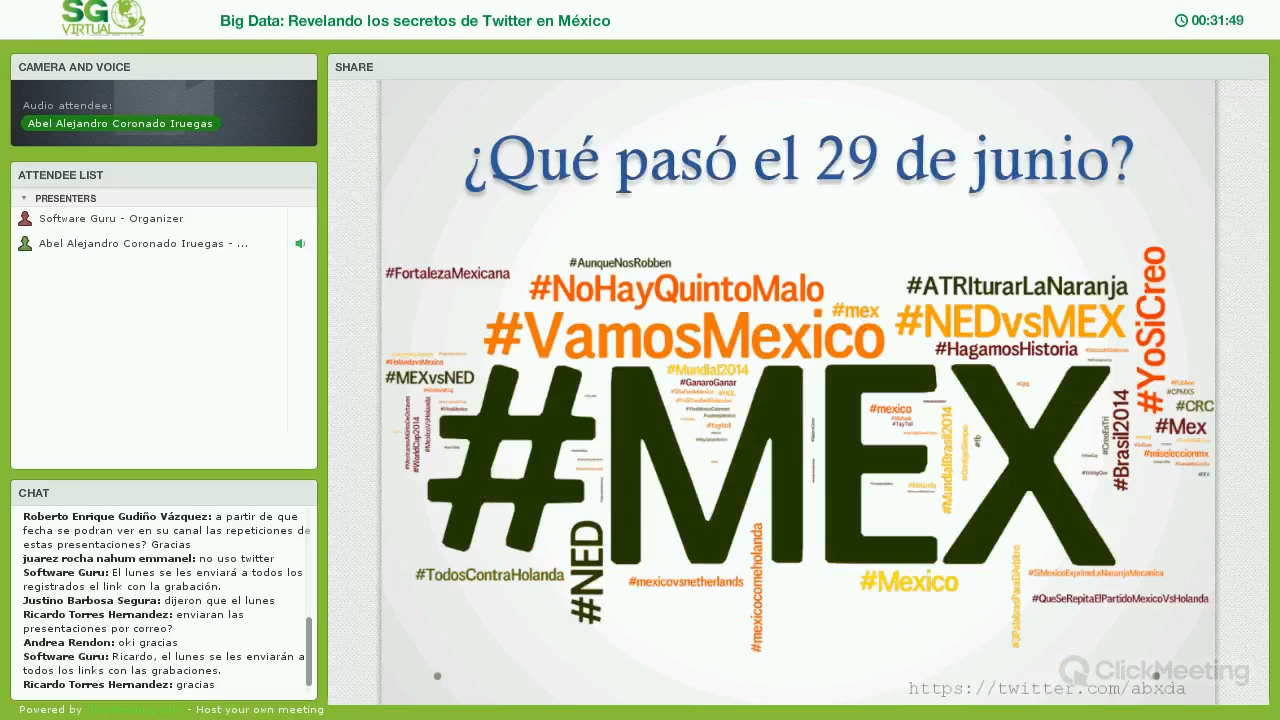 SG
VIRTUAL
Big Data: Revelando los secretos de Twitter en México
00:31:49
CAMERA AND VOICE
Audio attendee:
Abel Alejandro Coronado Iruegas
ATTENDEE LIST
PRESENTERS
Software Guru - Organizer
Abel Alejandro Coronado Iruegas - ...
CHAT
Roberto Enrique Gudiño Vázquez: a partir de que
fecha se podran ver en su canal las repeticiones de
estas presentaciones? Gracias
juarez rocha nahum emmanel: no uso twitter
Software Guru: El lunes se les enviará a todos los
registrados el link con la grabación.
Justino Barbosa Segura: dijeron que el lunes
Ricardo Torres Hernandez: enviaran las
presentaciones por correo?
Andrea Rendon: oki gracias
Software Guru: Ricardo, el lunes se les enviarán a
todos los links con las grabaciones.
Ricardo Torres Hernandez: gracias
Powered by
- Host your own meeting
SHARE
¿Qué pasó el 29 de junio?
#FortalezaMexicana
#AunqueNosRobben
#NoHayQuintoMalo
#ATRIturarLaNaranja
#YoSiCreo
#mex
#VamosMexico
#NEDvsMEX
#HagamosHistoria
#HolandavsMexico
#MEXvsNED
#Mundial2014
#GanaroGanar
#MEX
#mexico
#WorldCup2014
#MexicoVsHolanda
#MundialBrasil2014
#Brasil2014
#CPMXS
#CRC
#Mex
#miseleccionmx
#fb
#NED
#TodosContraHolanda
#mexicovsnetherlands
#mexicocomeholanda
#Mexico
#3PalabrasParaElArbitro
#SiMexicoExprimeLaNaranjaMecanica
#QueSeRepitaElPartidoMexicoVsHolanda
ClickMeeting
https://twitter.com/abxda